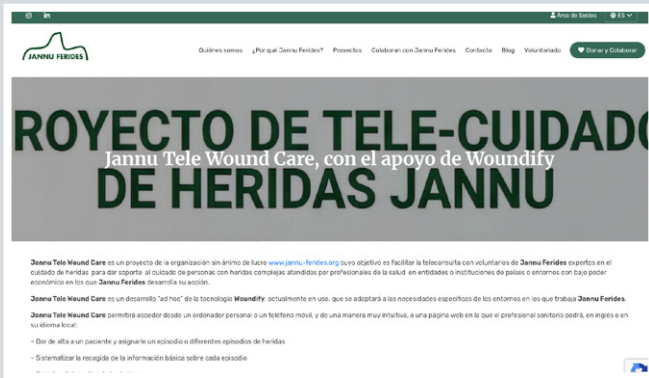 Área de Socios ES
JANNU FERIDES
Quiénes somos ¿Por qué Jannu Ferides? Proyectos Colaboran con Jannu Ferides Contacto Blog Voluntariado Donar y Colaborar
ROYECTO DE TELE-CUIDADO
Jannu Tele Wound Care, con el apoyo de Woundify
DE HERIDAS JANNU
Jannu Tele Wound Care es un proyecto de la organización sin ánimo de lucro www.jannu-ferides.org cuyo objetivo es facilitar la teleconsulta con voluntarios de Jannu Ferides expertos en el
cuidado de heridas para dar soporte al cuidado de personas con heridas complejas atendidas por profesionales de la salud en entidades o instituciones de países o entornos con bajo poder
económico en los que Jannu Ferides desarrolla su acción.
Jannu Tele Wound Care es un desarrollo "ad hoc" de la tecnología Woundify, actualmente en uso, que se adaptará a las necesidades específicas de los entornos en los que trabaja Jannu Ferides.
Jannu Tele Wound Care permitirá acceder desde un ordenador personal o un teléfono móvil, y de una manera muy intuitiva, a una página web en la que el profesional sanitario podrá, en inglés o en
su idioma local:
– Dar de alta a un paciente y asignarle un episodio o diferentes episodios de heridas
– Sistematizar la recogida de la información básica sobre cada episodio